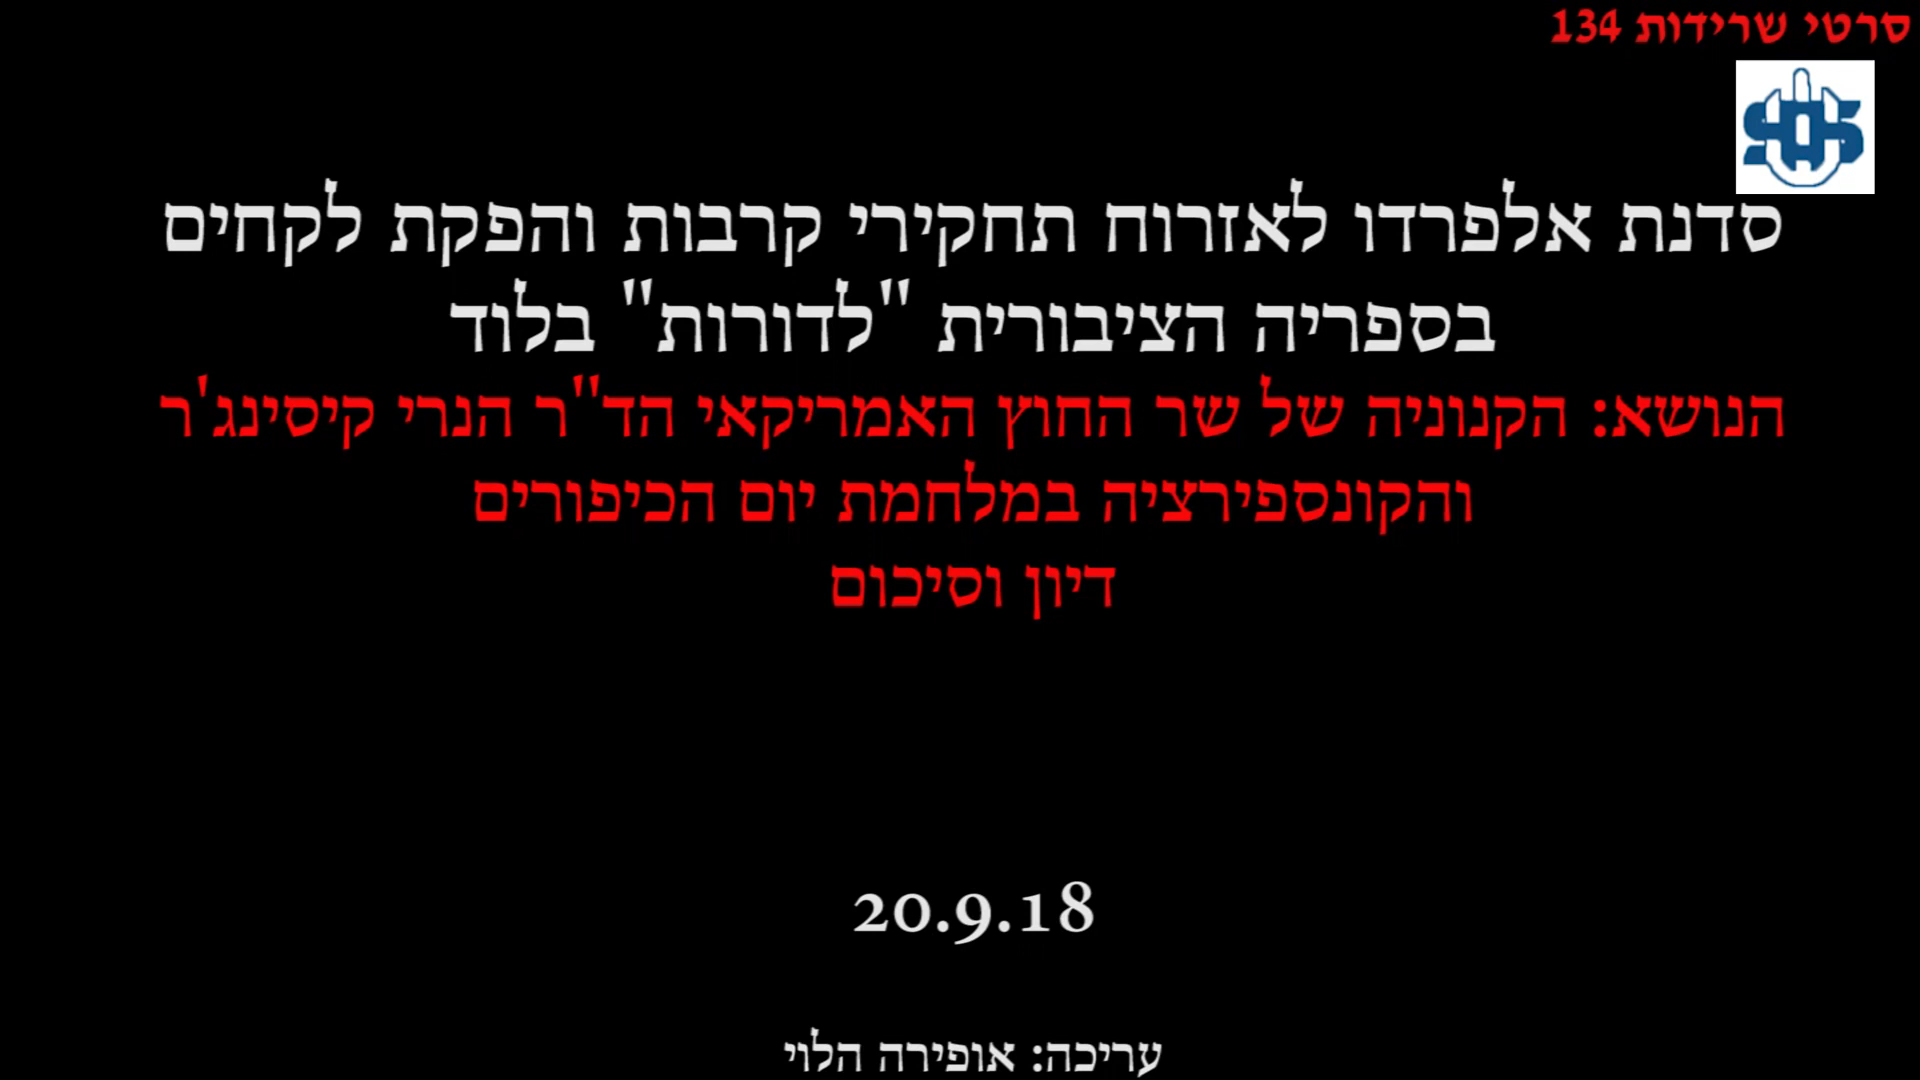 סרטי שרידות 134
SOS
סדנת אלפרדו לאזרוח תחקירי קרבות והפקת לקחים
בספריה הציבורית "לדורות" בלוד
הנושא: הקנוניה של שר החוץ האמריקאי הד"ר הנרי קיסינג'ר
והקונספירציה במלחמת יום הכיפורים
דיון וסיכום
20.9.18
עריכה: אופירה הלוי